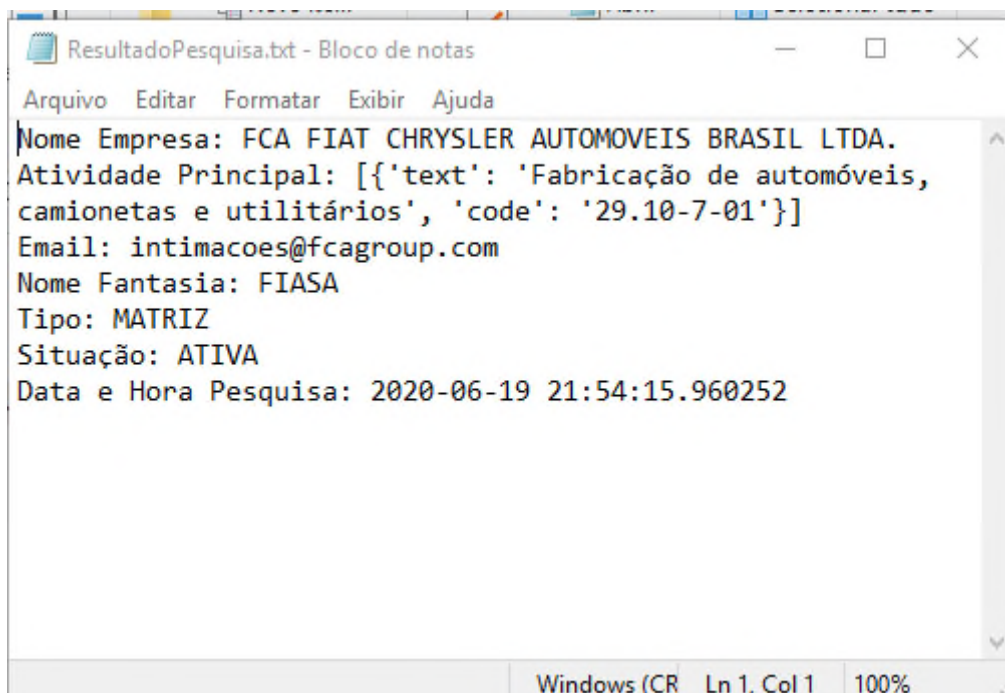 ResultadoPesquisa.txt - Bloco de notas
Arquivo Editar Formatar Exibir Ajuda
Nome Empresa: FCA FIAT CHRYSLER AUTOMOVEIS BRASIL LTDA.
Atividade Principal: [{'text': 'Fabricação de automóveis,
camionetas e utilitários', 'code': '29.10-7-01'}]
Email: intimacoes@fcagroup.com
Nome Fantasia: FIASA
Tipo: MATRIZ
Situação: ATIVA
Data e Hora Pesquisa: 2020-06-19 21:54:15.960252
Windows (CR Ln 1, Col 1 100%